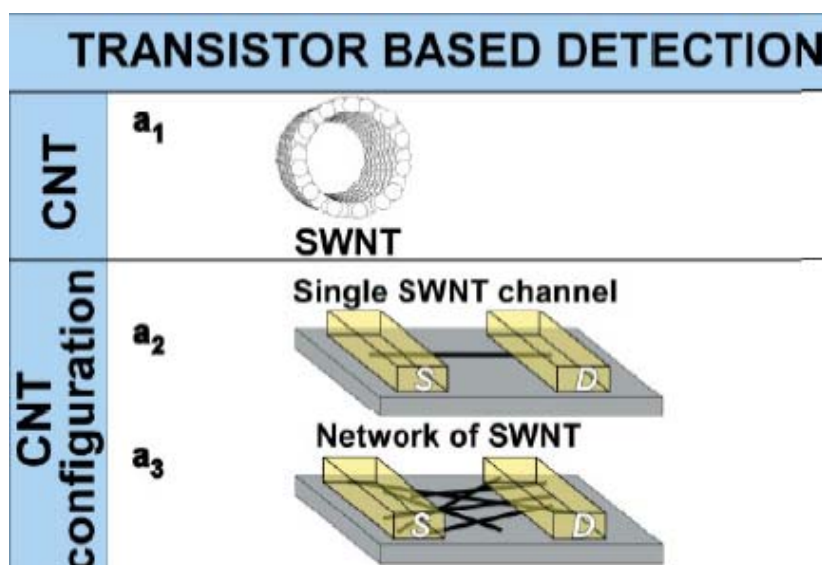 TRANSISTOR BASED DETECTION
CNT
a1
SWNT
CNT
configuration
a2
Single SWNT channel
S
D
a3
Network of SWNT
S
D